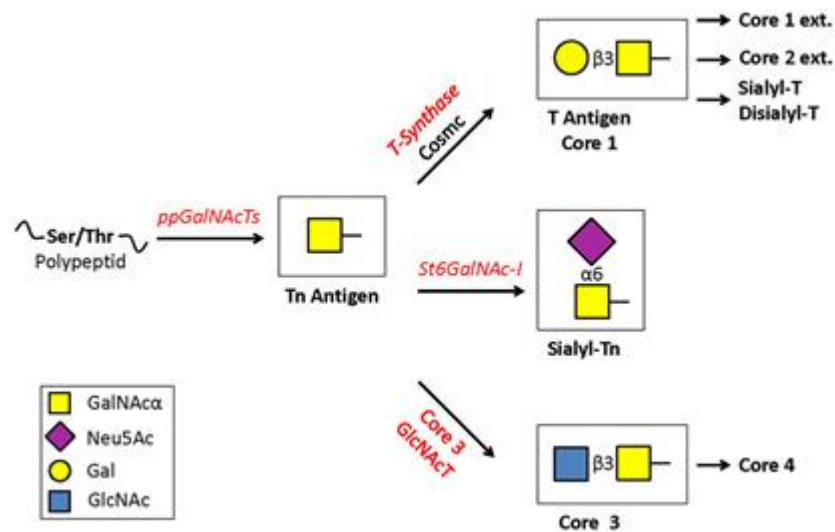 Core 1 ext.
β3
Core 2 ext.
T-Synthase
Cosmc
Sialyl-T
Disialyl-T
T Antigen
Core 1
ppGalNAcTs
Ser/Thr
Polypeptid
St6GalNAc-I
α6
Tn Antigen
Sialyl-Tn
GalNAcα
Neu5Ac
Gal
GlcNAc
Core 3
GlcNAcT
β3
Core 4
Core 3